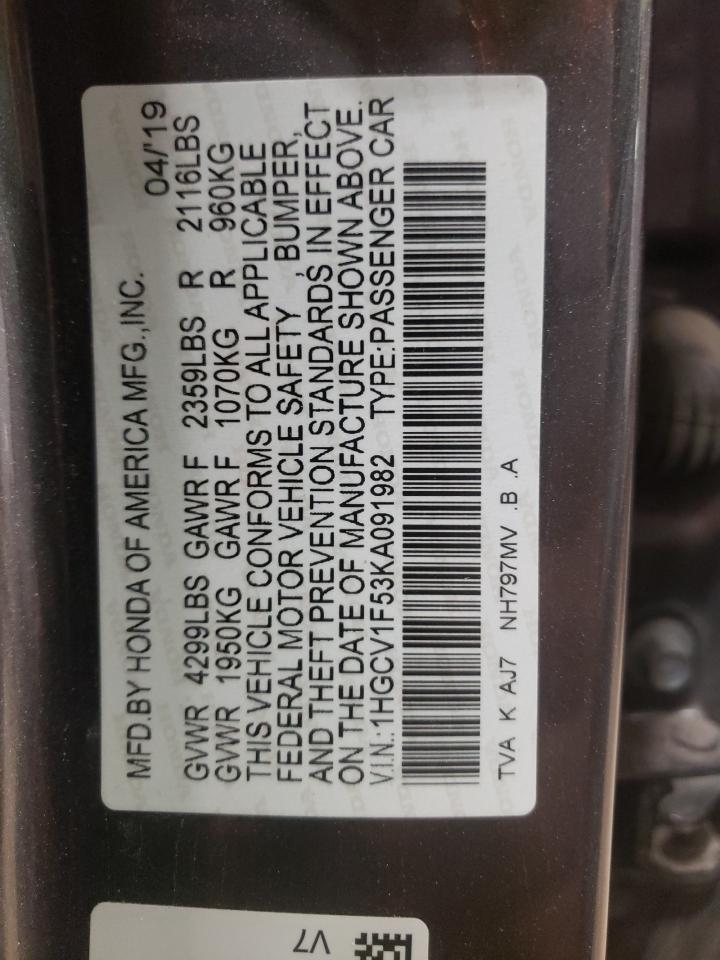 MFD.BY HONDA OF AMERICA MFG.,INC. 04/'19
GVWR 4299LBS GAWR F 2359LBS R 2116LBS
GVWR 1950KG GAWR F 1070KG R 960KG
THIS VEHICLE CONFORMS TO ALL APPLICABLE
FEDERAL MOTOR VEHICLE SAFETY , BUMPER,
AND THEFT PREVENTION STANDARDS IN EFFECT
ON THE DATE OF MANUFACTURE SHOWN ABOVE.
V.I.N.:1HGCV1F53KA091982 TYPE:PASSENGER CAR
TVA K AJ7 NH797MV .B .A
V7